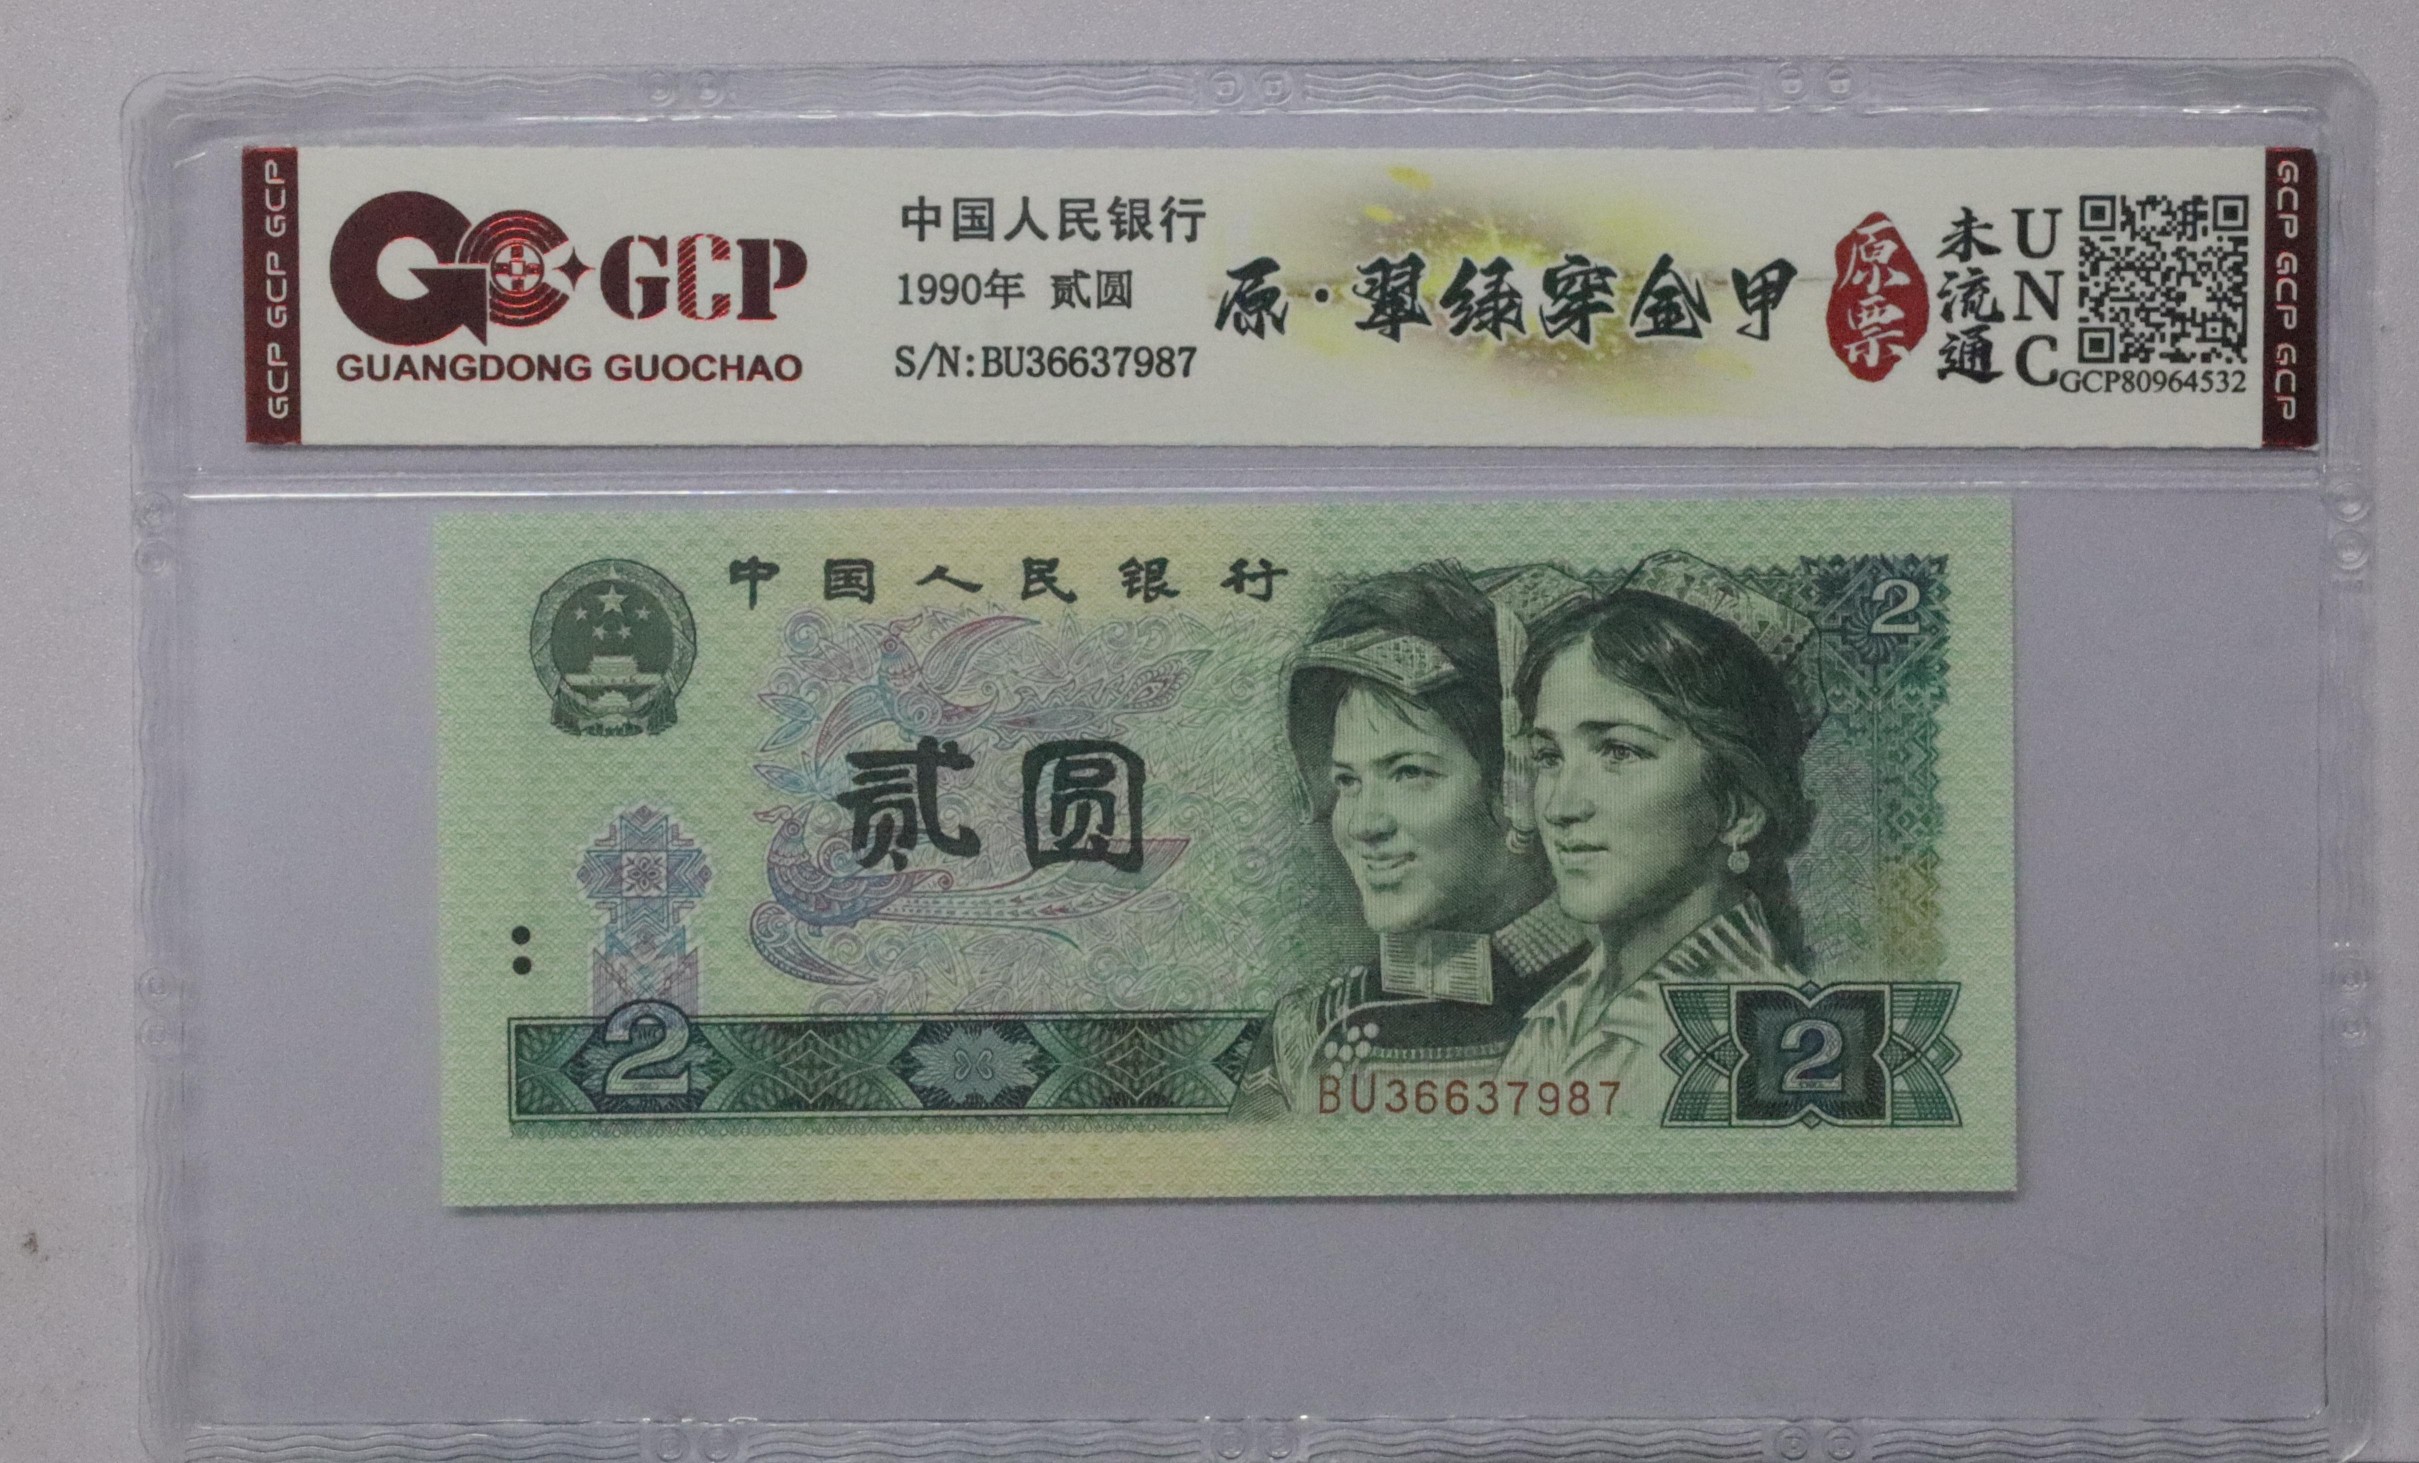 GCP GCP GCP
GCP
GUANGDONG GUOCHAO
中国人民银行
1990年 贰圆
S/N:BU36637987
原·翠绿穿金甲
原票
未流通
UNC
GCP80964532
GCP GCP GCP
中国人民银行
2
贰圆
2
BU36637987
2